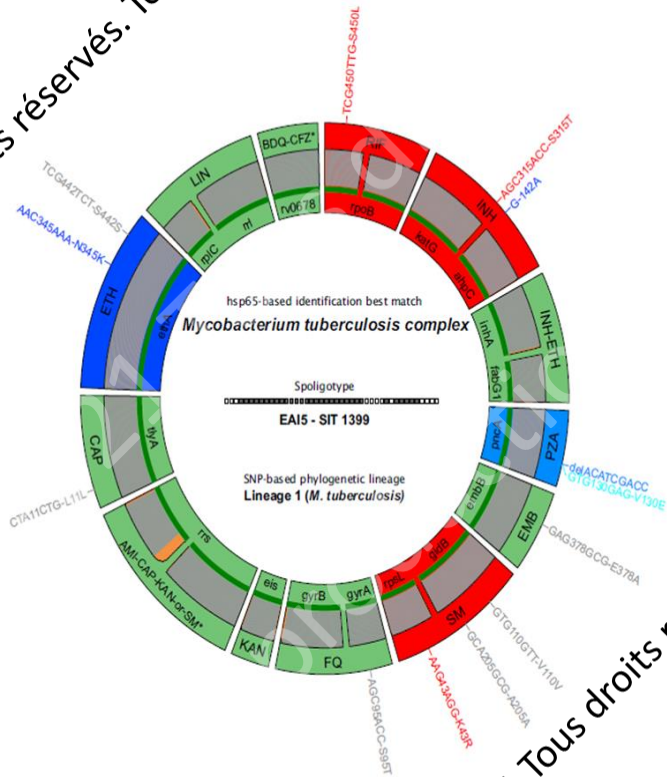 hsp65-based identification best match
Mycobacterium tuberculosis complex
Spoligotype
EAI5 - SIT 1399
SNP-based phylogenetic lineage
Lineage 1 (M. tuberculosis)
RIF
rpoB
TCG450TTG-S450L
INH
katG
ahpC
AGC315ACC-S315T
G-142A
INH-ETH
inhA
fabG1
PZA
pncA
delACATCGACC
GTG130GAG-V130E
EMB
embB
GAG378GCG-E378A
SM
gidB
rpsL
GTG110GTT-V110V
GCA205GCG-A205A
AAG43AGG-K43R
FQ
gyrA
gyrB
AGC95ACC-S95T
KAN
eis
AMI-CAP-KAN-or-SM*
rrs
CAP
tlyA
CTA11CTG-L11L
ETH
ethA
AAC345AAA-N345K
TCG442TCT-S442S
LIN
rplC
rrl
BDQ-CFZ*
rv0678
s réservés. To
. Tous droits r